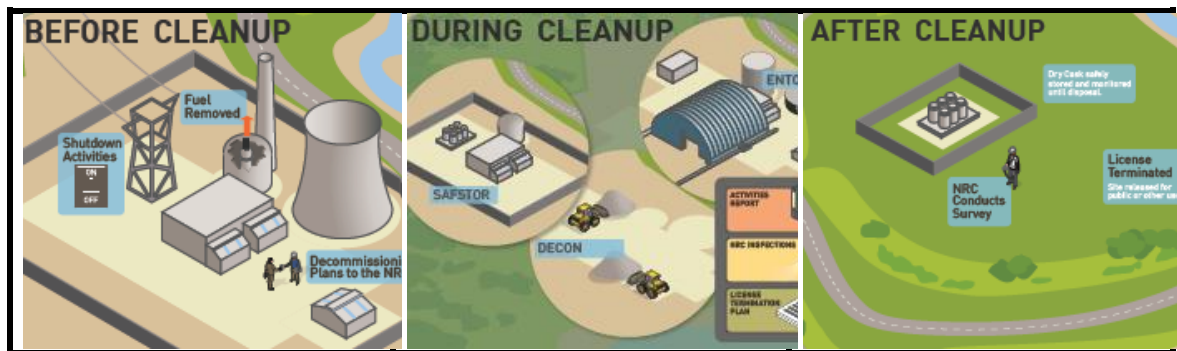 BEFORE CLEANUP
Fuel
Removed
Shutdown
Activities
ON
OFF
Decommissioni
Plans to the NR
DURING CLEANUP
ENTO
SAFSTOR
DECON
ACTIVITIES
REPORT
NRC INSPECTIONS
LICENSE
TERMINATION
PLAN
AFTER CLEANUP
Dry Cask safely
stored and monitored
until disposal.
NRC
Conducts
Survey
License
Terminated
Site released for
public or other us